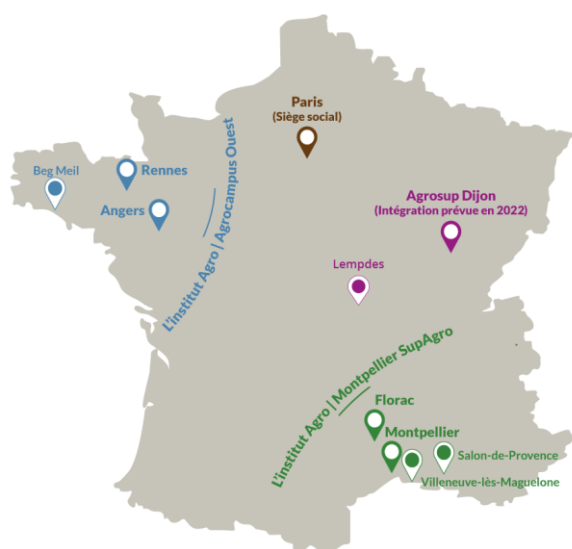 Paris
(Siège social)
L'institut Agro | Agrocampus Ouest
Beg Meil
Rennes
Angers
Agrosup Dijon
(Intégration prévue en 2022)
Lempdes
L'institut Agro | Montpellier SupAgro
Florac
Montpellier
Salon-de-Provence
Villeneuve-lès-Maguelone